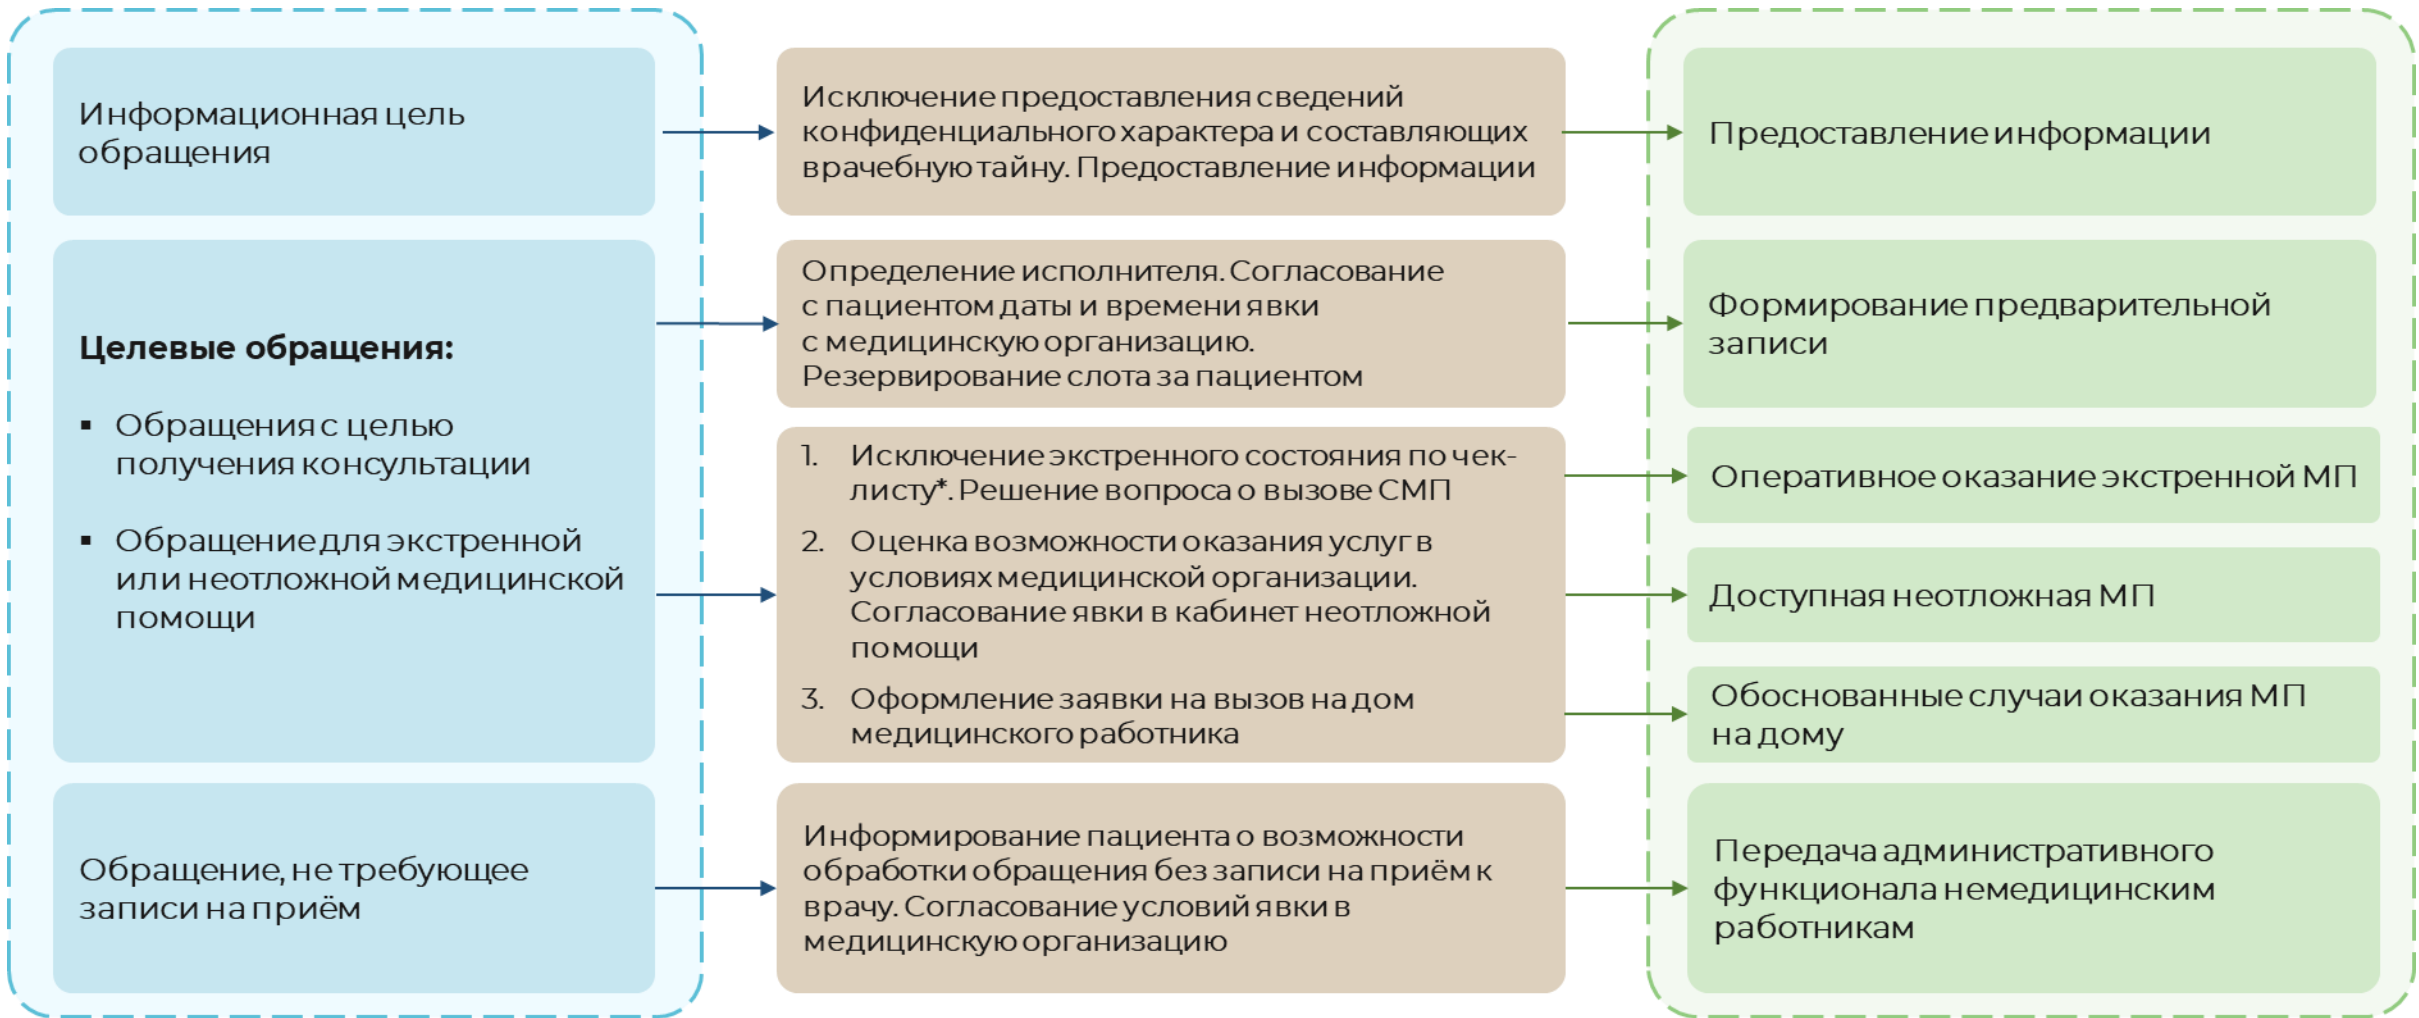 Информационная цель
обращения
Исключение предоставления сведений
конфиденциального характера и составляющих
врачебную тайну. Предоставление информации
Предоставление информации
Целевые обращения:
▪ Обращения с целью
получения консультации
▪ Обращение для экстренной
или неотложной медицинской
помощи
Определение исполнителя. Согласование
с пациентом даты и времени явки
с медицинскую организацию.
Резервирование слота за пациентом
Формирование предварительной
записи
1. Исключение экстренного состояния по чек-
листу*. Решение вопроса о вызове СМП
2. Оценка возможности оказания услуг в
условиях медицинской организации.
Согласование явки в кабинет неотложной
помощи
3. Оформление заявки на вызов на дом
медицинского работника
Оперативное оказание экстренной МП
Доступная неотложная МП
Обоснованные случаи оказания МП
на дому
Обращение, не требующее
записи на приём
Информирование пациента о возможности
обработки обращения без записи на приём к
врачу. Согласование условий явки в
медицинскую организацию
Передача административного
функционала немедицинским
работникам